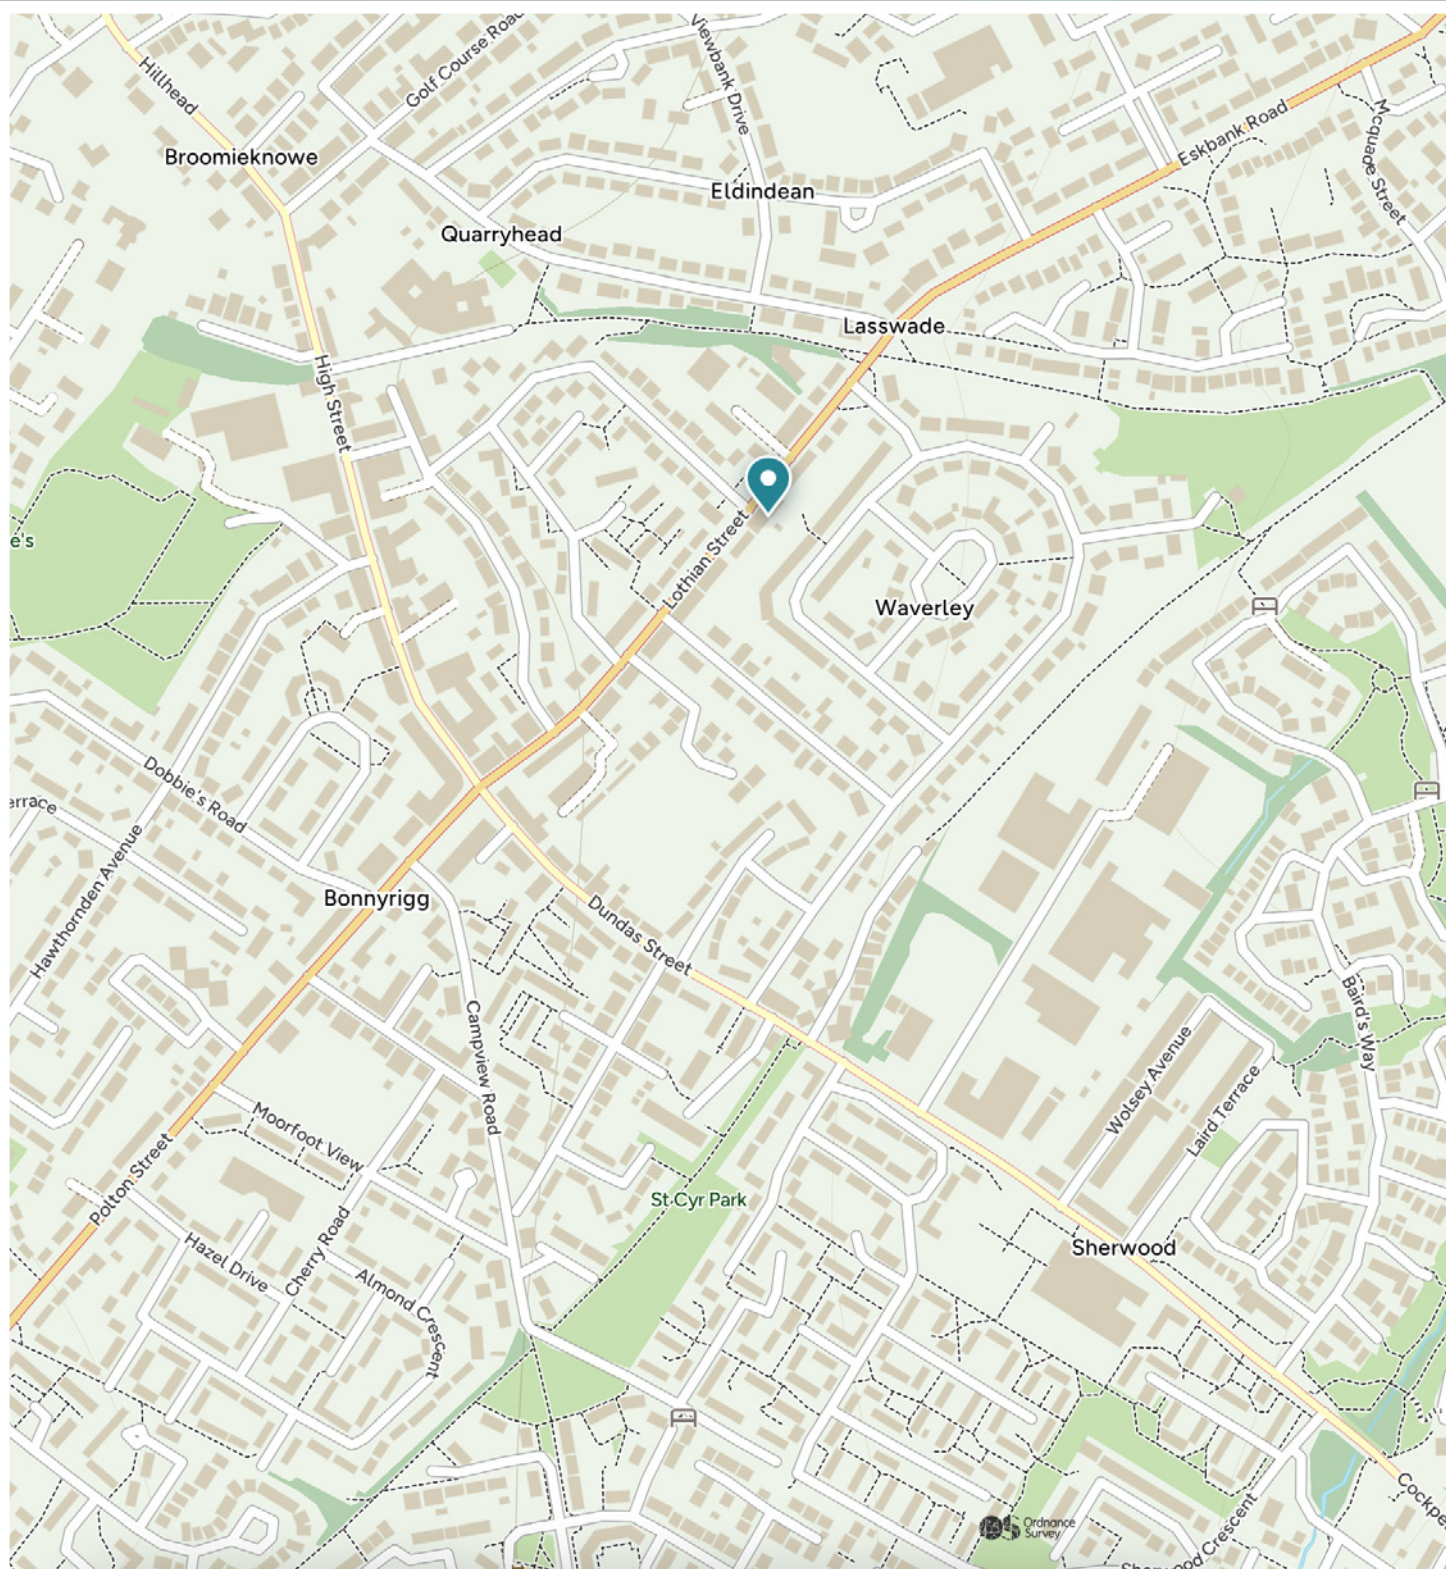 Viewbank Drive
Golf Course Road
Hillhead
Mcquade Street
Eskbank Road
Broomieknowe
Eldindean
Quarryhead
Lasswade
High Street
e's
Lothian Street
Waverley
Dobbie's Road
errace
Hawthornden Avenue
Bonnyrigg
Dundas Street
Campview Road
Baird's Way
Wolsey Avenue
Laird Terrace
Moorfoot View
Polton Street
St Cyr Park
Hazel Drive
Cherry Road
Almond Crescent
Sherwood
Cockpe
Ordnance
Survey
Sherwood Crescent